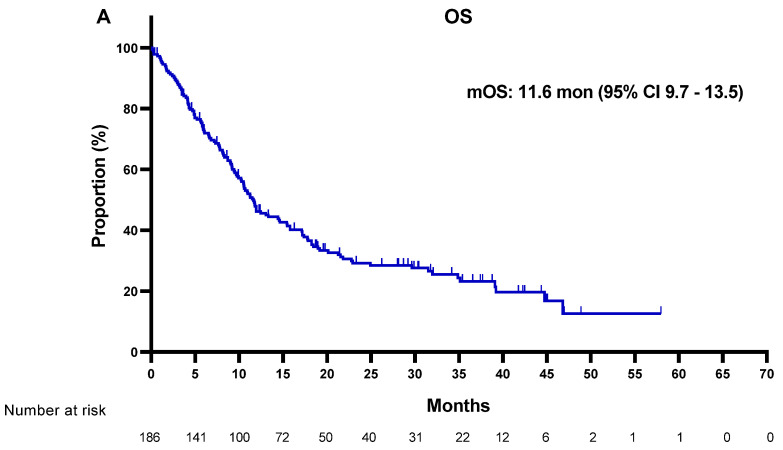 A OS
mOS: 11.6 mon (95% CI 9.7 - 13.5)
Proportion (%)
100
80
60
40
20
0
0 5 10 15 20 25 30 35 40 45 50 55 60 65 70
Months
Number at risk
186 141 100 72 50 40 31 22 12 6 2 1 1 0 0